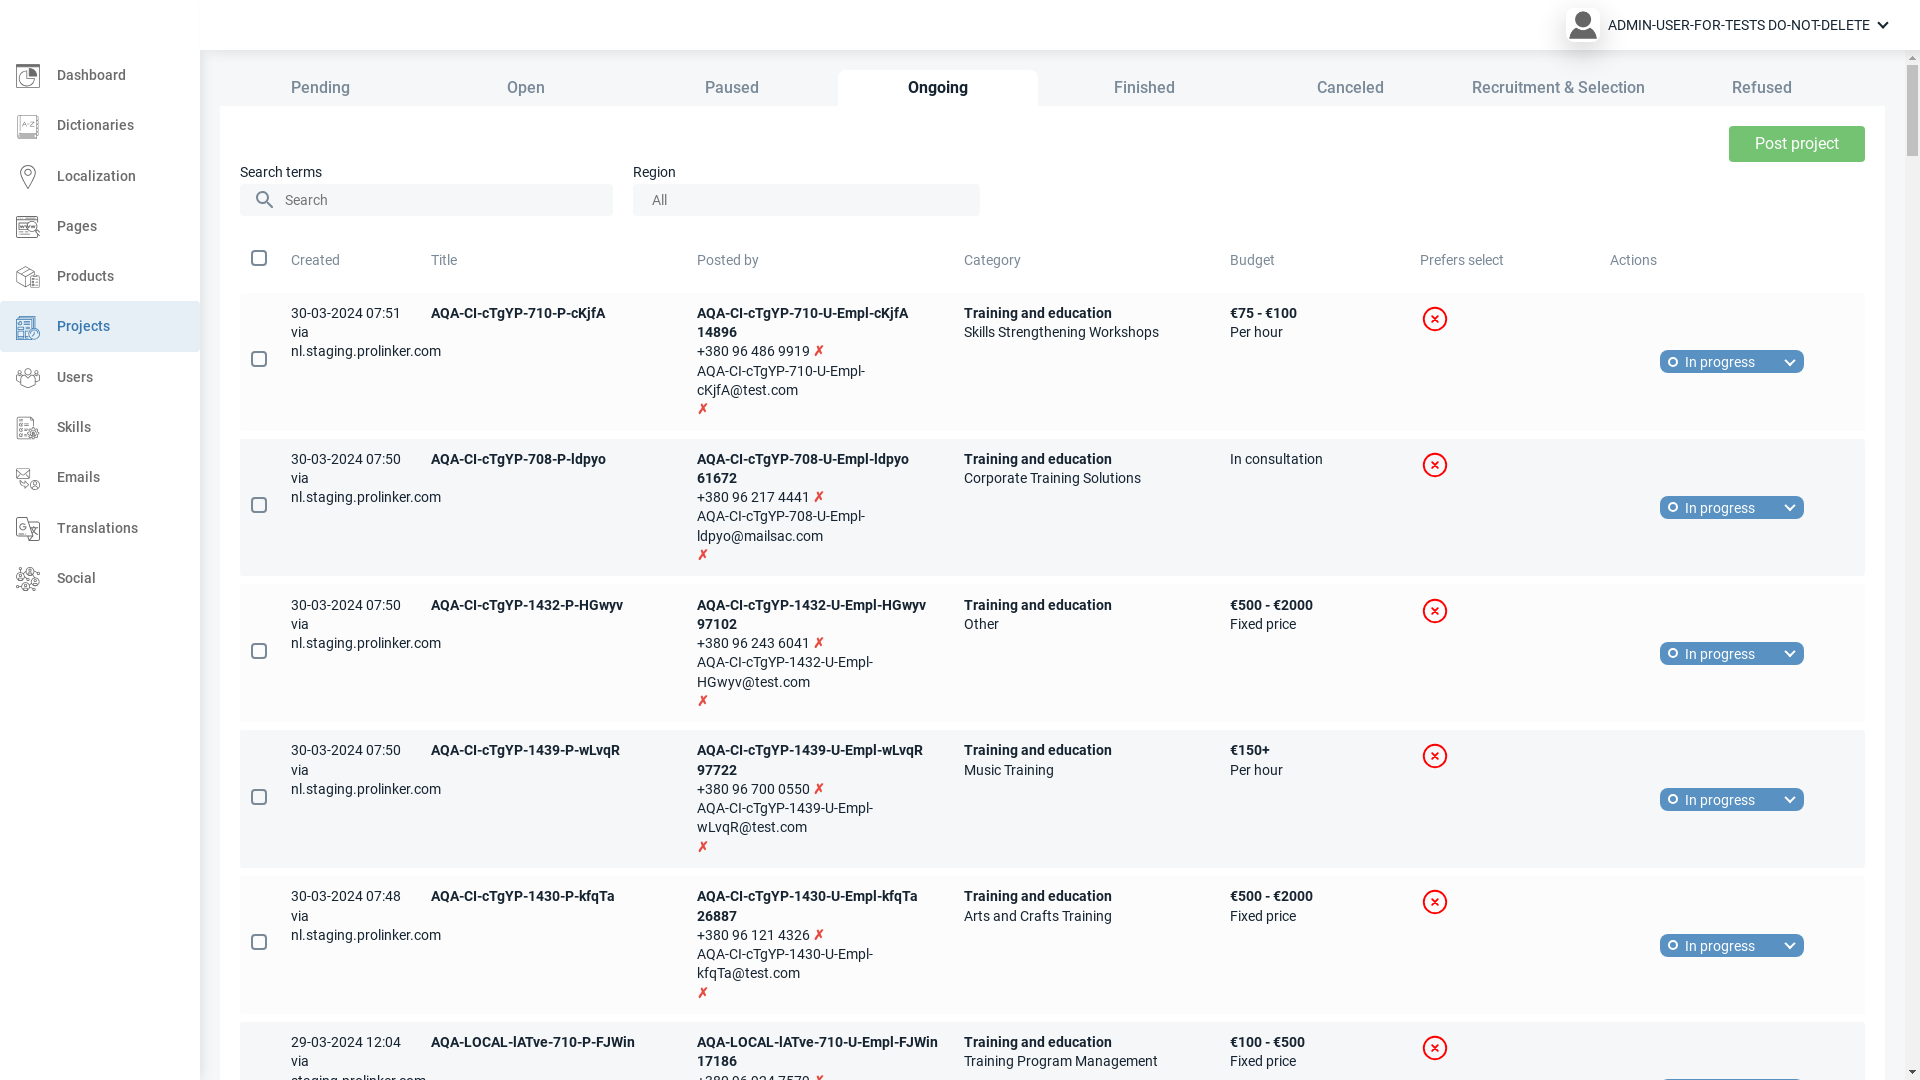 ADMIN-USER-FOR-TESTS DO-NOT-DELETE
Dashboard
Dictionaries
Localization
Pages
Products
Projects
Users
Skills
Emails
Translations
Social
Pending
Open
Paused
Ongoing
Finished
Canceled
Recruitment & Selection
Refused
Post project
Search terms
Search
Region
All
Created
Title
Posted by
Category
Budget
Prefers select
Actions
30-03-2024 07:51
via
nl.staging.prolinker.com
AQA-CI-cTgYP-710-P-cKjfA
AQA-CI-cTgYP-710-U-Empl-cKjfA
14896
+380 96 486 9919 ✗
AQA-CI-cTgYP-710-U-Empl-
cKjfA@test.com
✗
Training and education
Skills Strengthening Workshops
€75 - €100
Per hour
In progress
30-03-2024 07:50
via
nl.staging.prolinker.com
AQA-CI-cTgYP-708-P-ldpyo
AQA-CI-cTgYP-708-U-Empl-ldpyo
61672
+380 96 217 4441 ✗
AQA-CI-cTgYP-708-U-Empl-
ldpyo@mailsac.com
✗
Training and education
Corporate Training Solutions
In consultation
In progress
30-03-2024 07:50
via
nl.staging.prolinker.com
AQA-CI-cTgYP-1432-P-HGwyv
AQA-CI-cTgYP-1432-U-Empl-HGwyv
97102
+380 96 243 6041 ✗
AQA-CI-cTgYP-1432-U-Empl-
HGwyv@test.com
✗
Training and education
Other
€500 - €2000
Fixed price
In progress
30-03-2024 07:50
via
nl.staging.prolinker.com
AQA-CI-cTgYP-1439-P-wLvqR
AQA-CI-cTgYP-1439-U-Empl-wLvqR
97722
+380 96 700 0550 ✗
AQA-CI-cTgYP-1439-U-Empl-
wLvqR@test.com
✗
Training and education
Music Training
€150+
Per hour
In progress
30-03-2024 07:48
via
nl.staging.prolinker.com
AQA-CI-cTgYP-1430-P-kfqTa
AQA-CI-cTgYP-1430-U-Empl-kfqTa
26887
+380 96 121 4326 ✗
AQA-CI-cTgYP-1430-U-Empl-
kfqTa@test.com
✗
Training and education
Arts and Crafts Training
€500 - €2000
Fixed price
In progress
29-03-2024 12:04
via
AQA-LOCAL-lATve-710-P-FJWin
AQA-LOCAL-lATve-710-U-Empl-FJWin
17186
Training and education
Training Program Management
€100 - €500
Fixed price